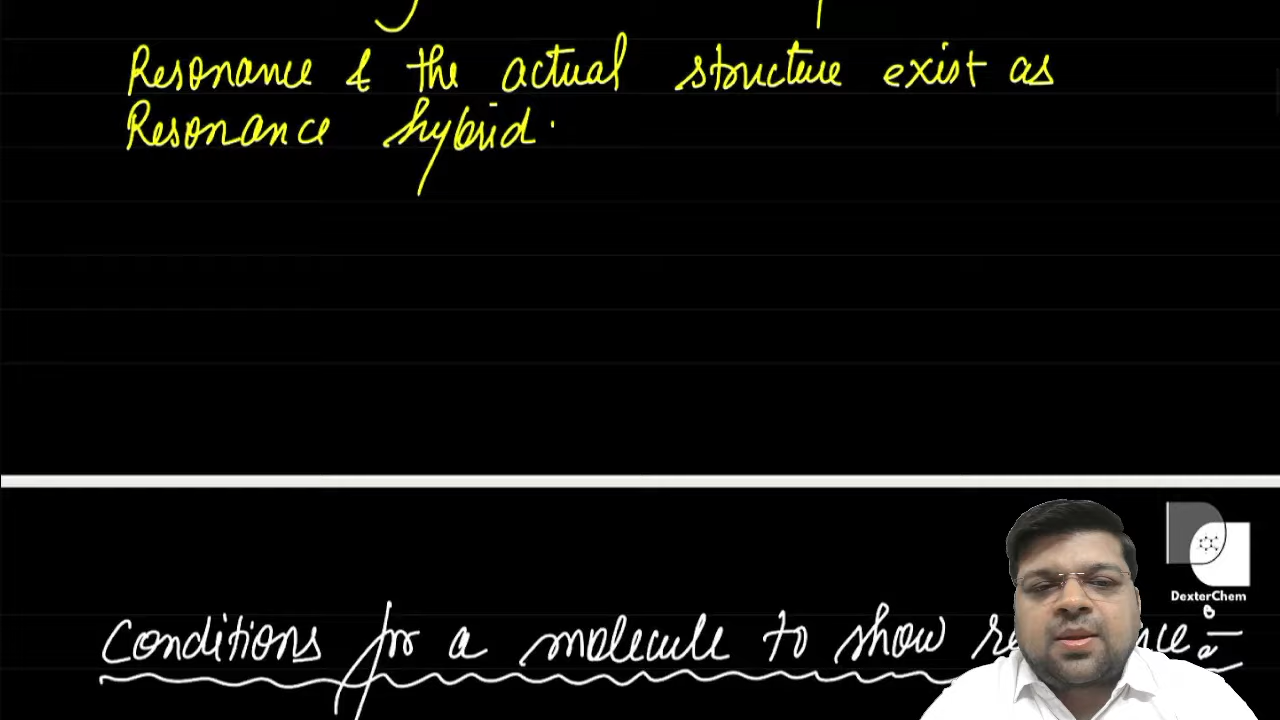 Resonance & the actual structure exist as
Resonance hybrid.
DexterChem
Conditions for a molecule to show